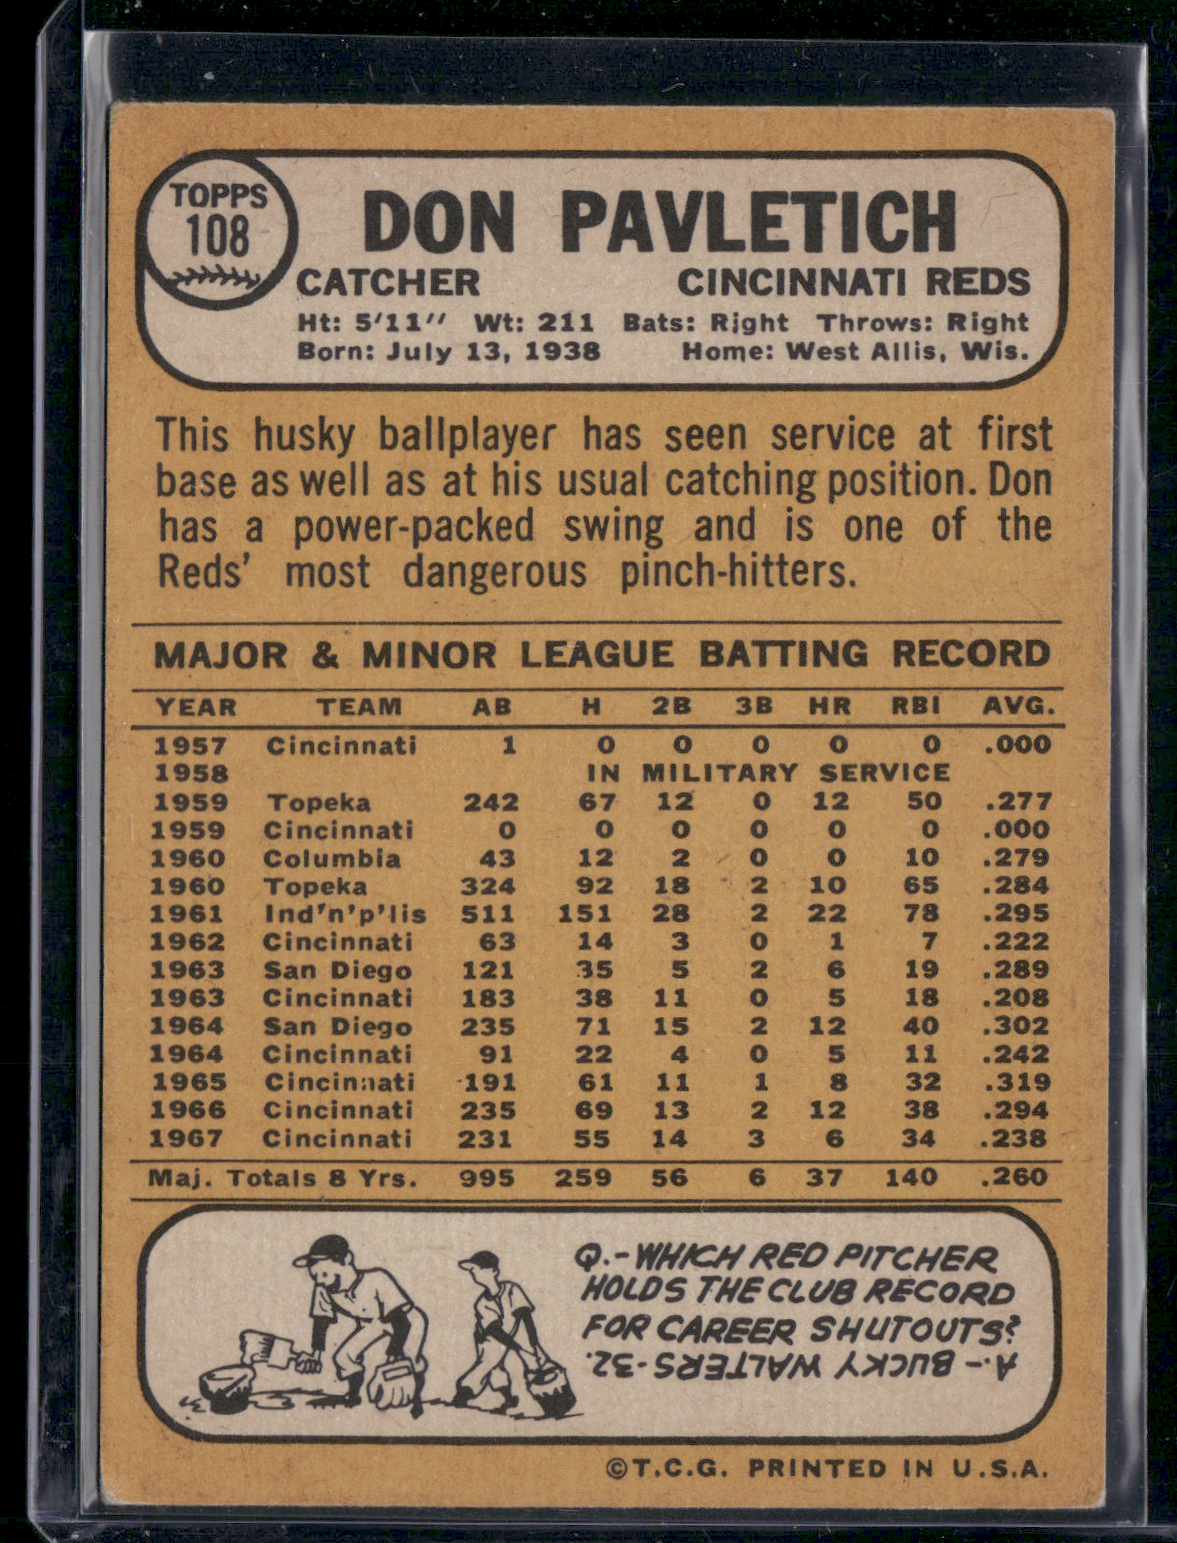 TOPPS
108
DON PAVLETICH
CATCHER CINCINNATI REDS
Ht: 5'11" Wt: 211 Bats: Right Throws: Right
Born: July 13, 1938 Home: West Allis, Wis.
This husky ballplayer has seen service at first
base as well as at his usual catching position. Don
has a power-packed swing and is one of the
Reds' most dangerous pinch-hitters.
MAJOR & MINOR LEAGUE BATTING RECORD
YEAR TEAM AB H 2B 3B HR RBI AVG.
1957 Cincinnati 1 0 0 0 0 0 .000
1958 IN MILITARY SERVICE
1959 Topeka 242 67 12 0 12 50 .277
1959 Cincinnati 0 0 0 0 0 0 .000
1960 Columbia 43 12 2 0 0 10 .279
1960 Topeka 324 92 18 2 10 65 .284
1961 Ind'n'p'lis 511 151 28 2 22 78 .295
1962 Cincinnati 63 14 3 0 1 7 .222
1963 San Diego 121 35 5 2 6 19 .289
1963 Cincinnati 183 38 11 0 5 18 .208
1964 San Diego 235 71 15 2 12 40 .302
1964 Cincinnati 91 22 4 0 5 11 .242
1965 Cincinnati 191 61 11 1 8 32 .319
1966 Cincinnati 235 69 13 2 12 38 .294
1967 Cincinnati 231 55 14 3 6 34 .238
Maj. Totals 8 Yrs. 995 259 56 6 37 140 .260
Q.-WHICH RED PITCHER
HOLDS THE CLUB RECORD
FOR CAREER SHUTOUTS?
A.-BUCKY WALTERS-32.
©T.C.G. PRINTED IN U.S.A.